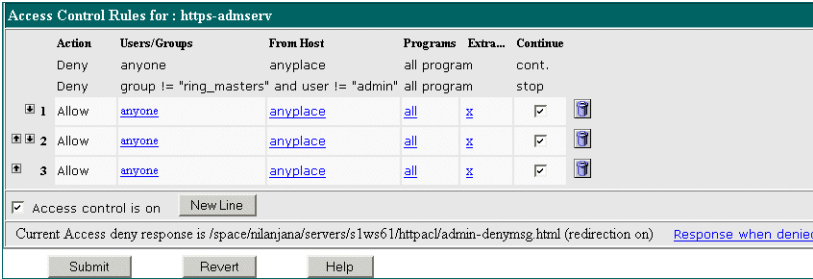 Access Control Rules for : https-admserv
Action Users/Groups From Host Programs Extra... Continue
Deny anyone anyplace all program cont.
Deny group != "ring_masters" and user != "admin" all program stop
1 Allow anyone anyplace all x
2 Allow anyone anyplace all x
3 Allow anyone anyplace all x
Access control is on New Line
Current Access deny response is /space/nilanjana/servers/s1ws61/httpacl/admin-denymsg.html (redirection on) Response when denied
Submit Revert Help